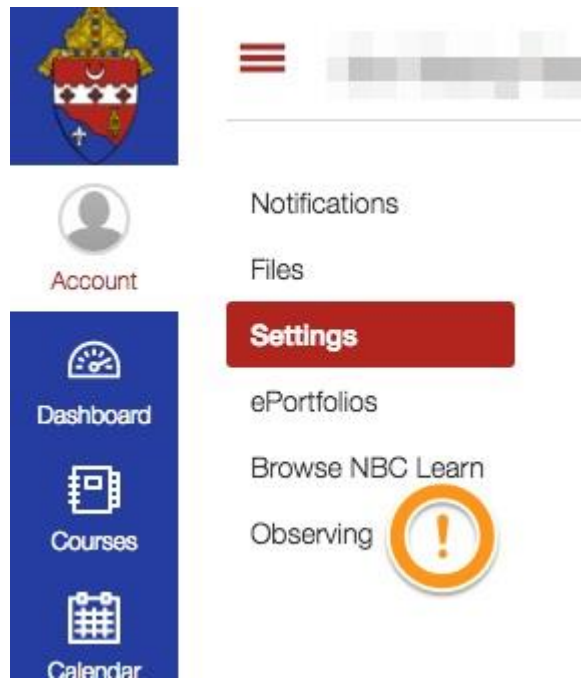 Account
Dashboard
Courses
Calendar
Notifications
Files
Settings
ePortfolios
Browse NBC Learn
Observing
!